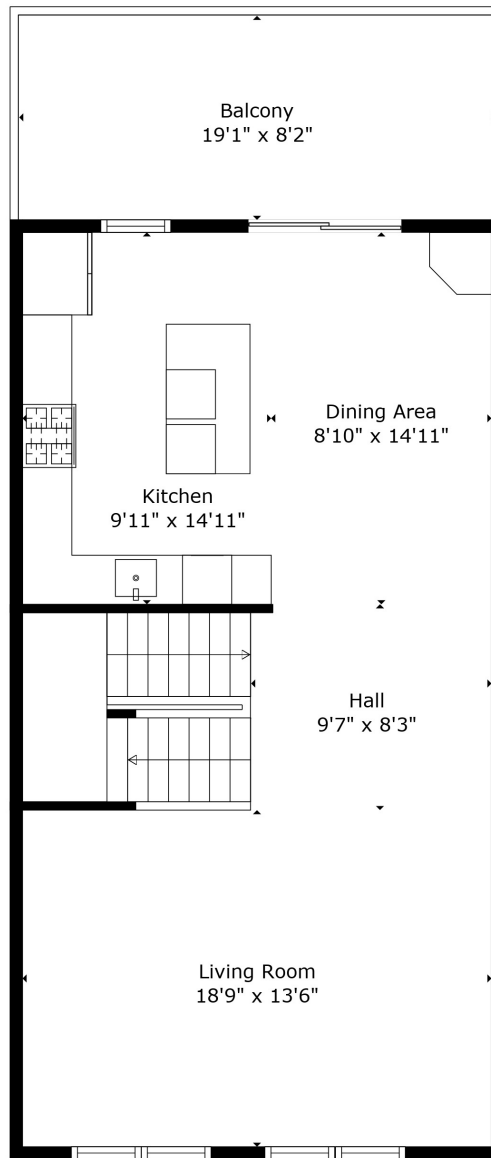 Balcony
19'1" x 8'2"
Dining Area
8'10" x 14'11"
Kitchen
9'11" x 14'11"
Hall
9'7" x 8'3"
Living Room
18'9" x 13'6"